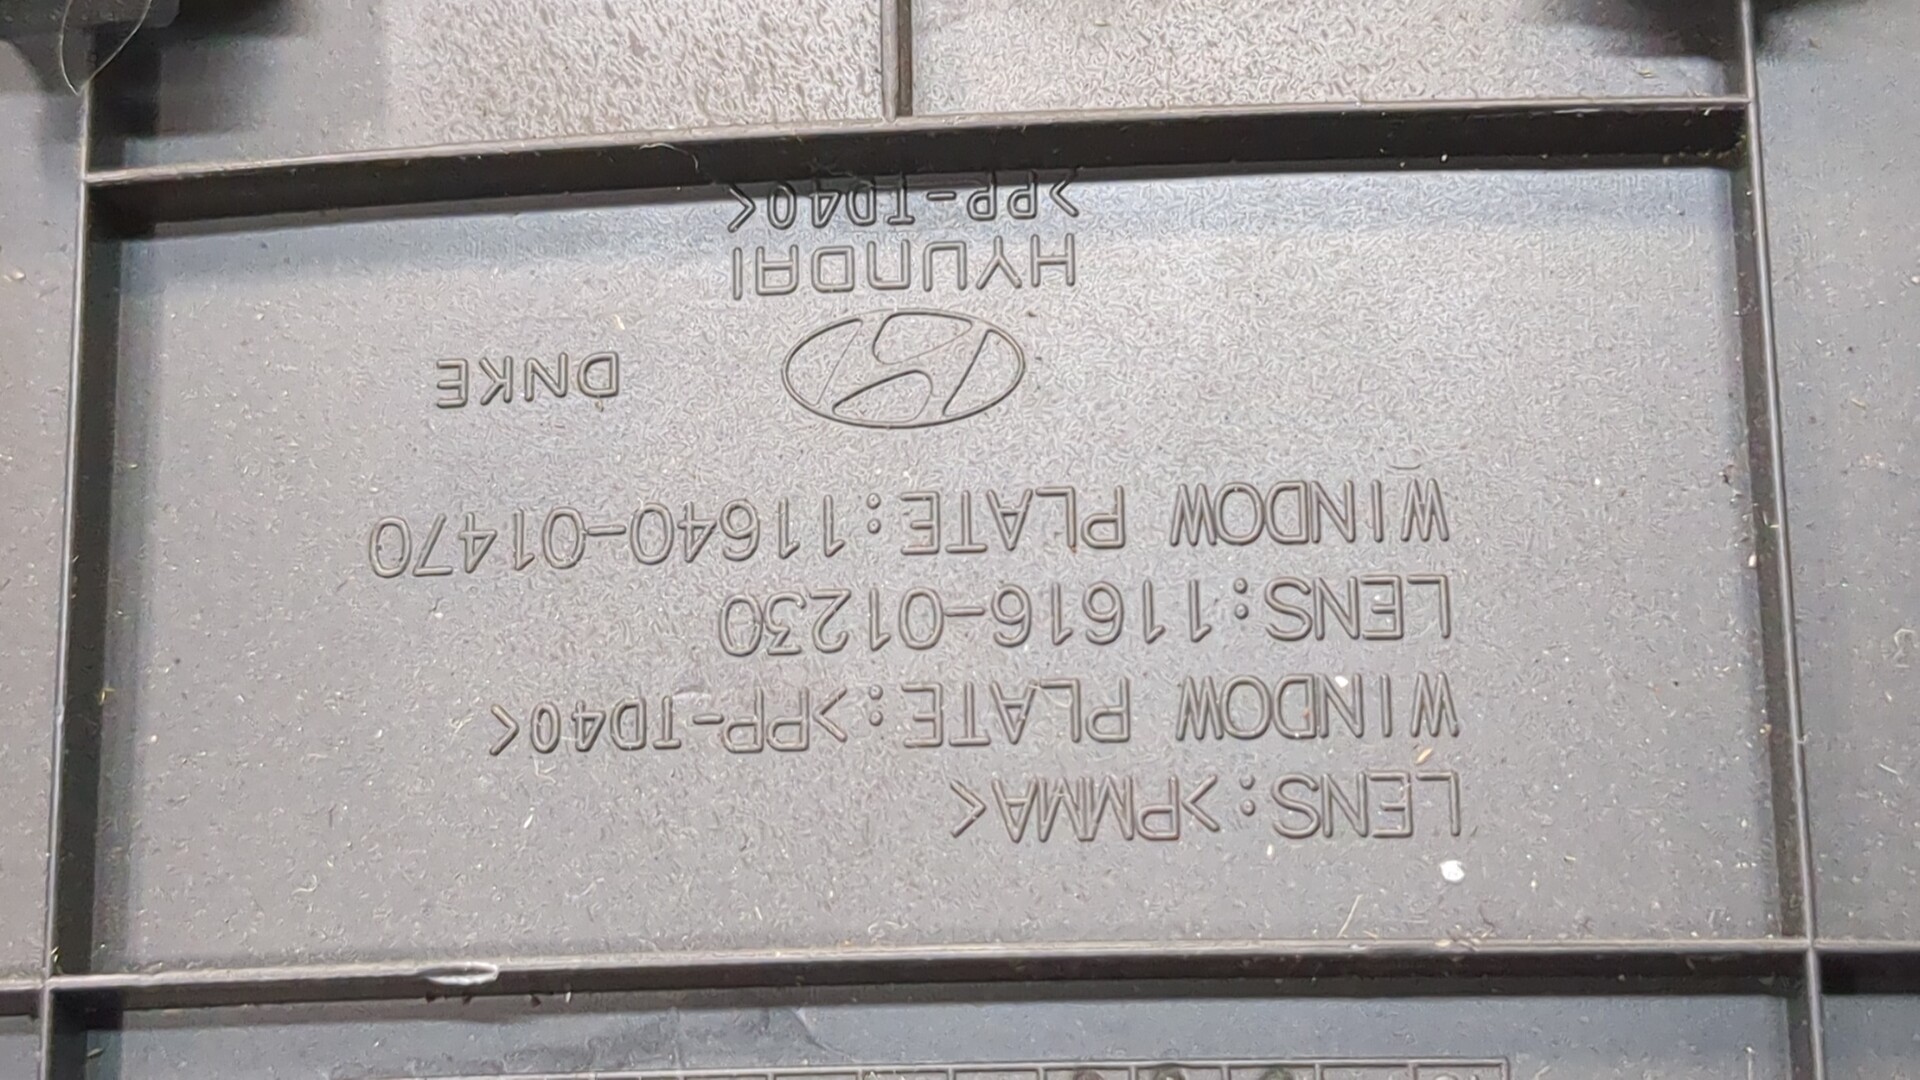 LENS:>PMMA<
WINDOW PLATE:>PP-TD40<
LENS:11616-01230
WINDOW PLATE:11640-01470
DNKE
HYUNDAI
>PP-TD40<